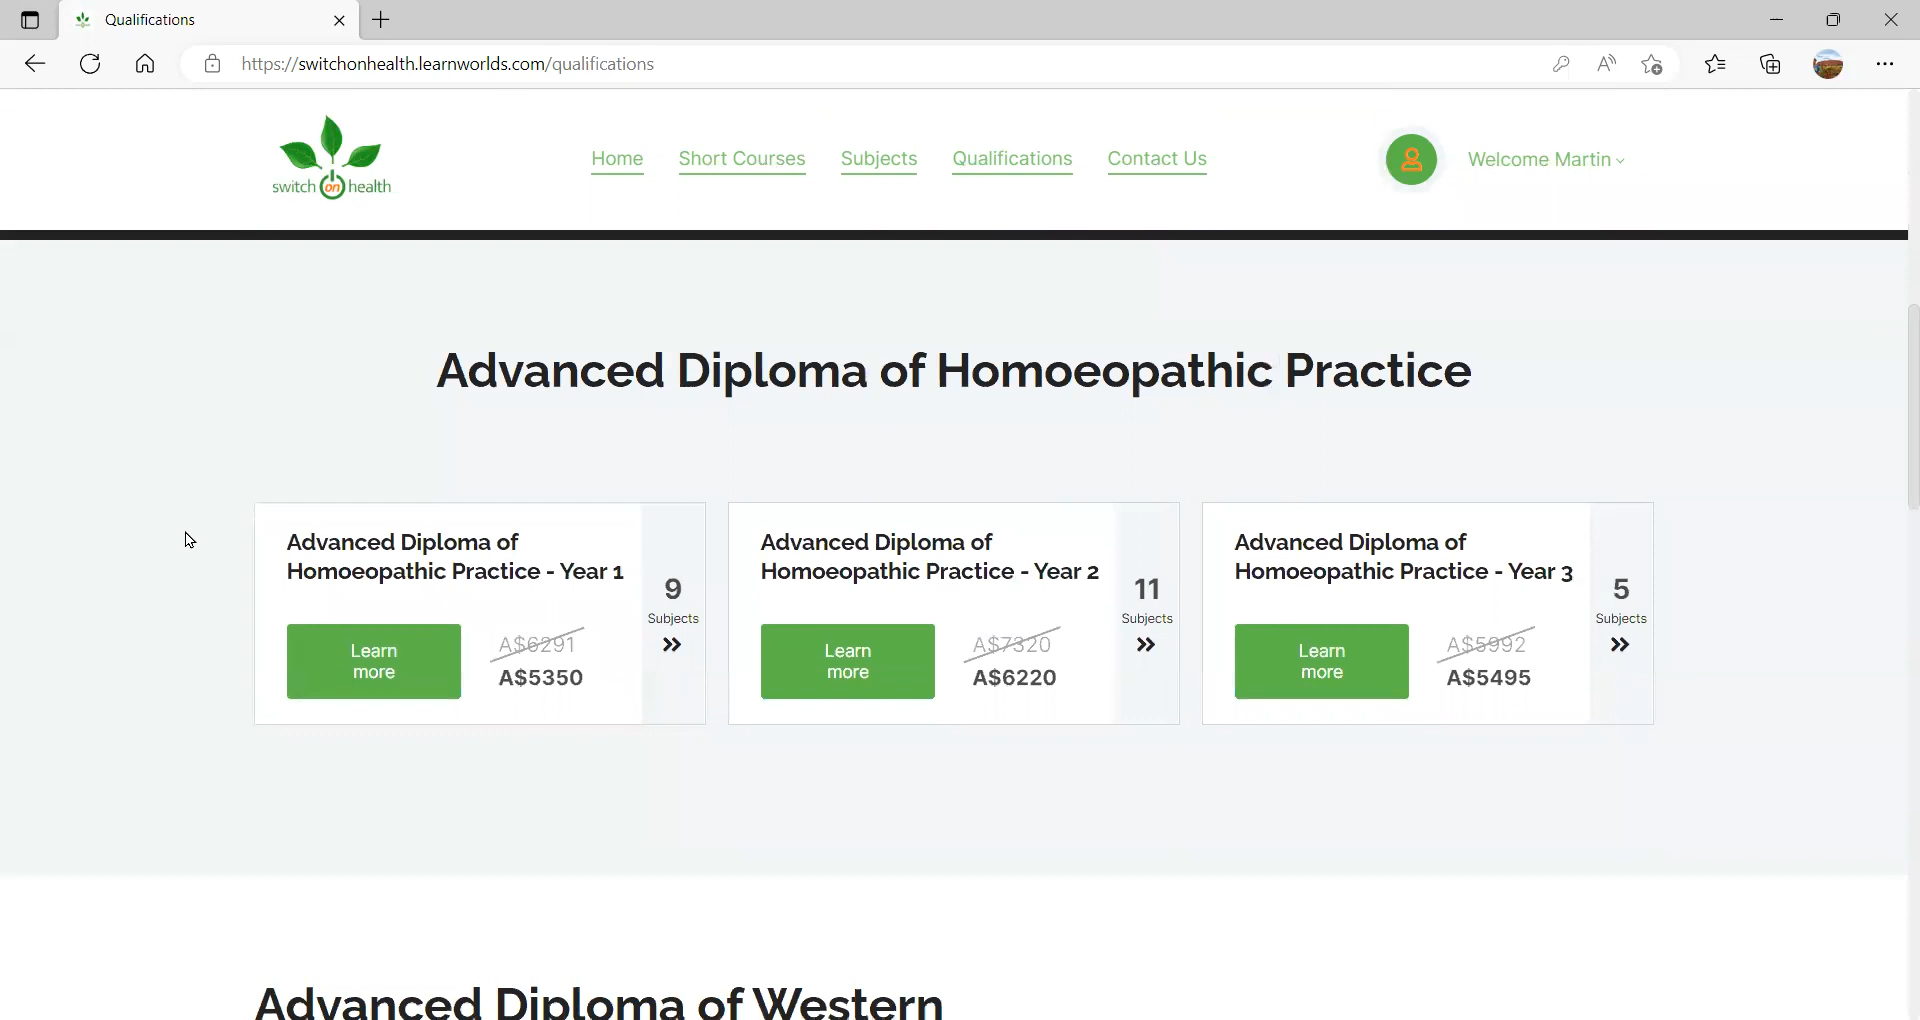 Qualifications
https://switchonhealth.learnworlds.com/qualifications
switch on health
Home
Short Courses
Subjects
Qualifications
Contact Us
Welcome Martin
Advanced Diploma of Homoeopathic Practice
Advanced Diploma of
Homoeopathic Practice - Year 1
Learn
more
A$6291
A$5350
9
Subjects
Advanced Diploma of
Homoeopathic Practice - Year 2
Learn
more
A$7320
A$6220
11
Subjects
Advanced Diploma of
Homoeopathic Practice - Year 3
Learn
more
A$5992
A$5495
5
Subjects
Advanced Diploma of Western